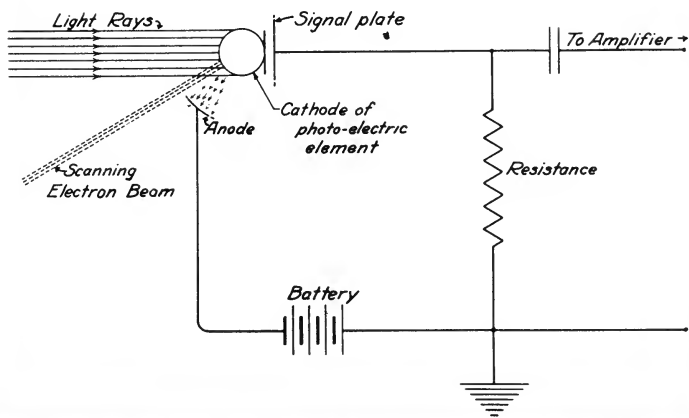 Light Rays
Signal plate
To Amplifier
Cathode of
photo-electric
element
Anode
Scanning
Electron Beam
Resistance
Battery